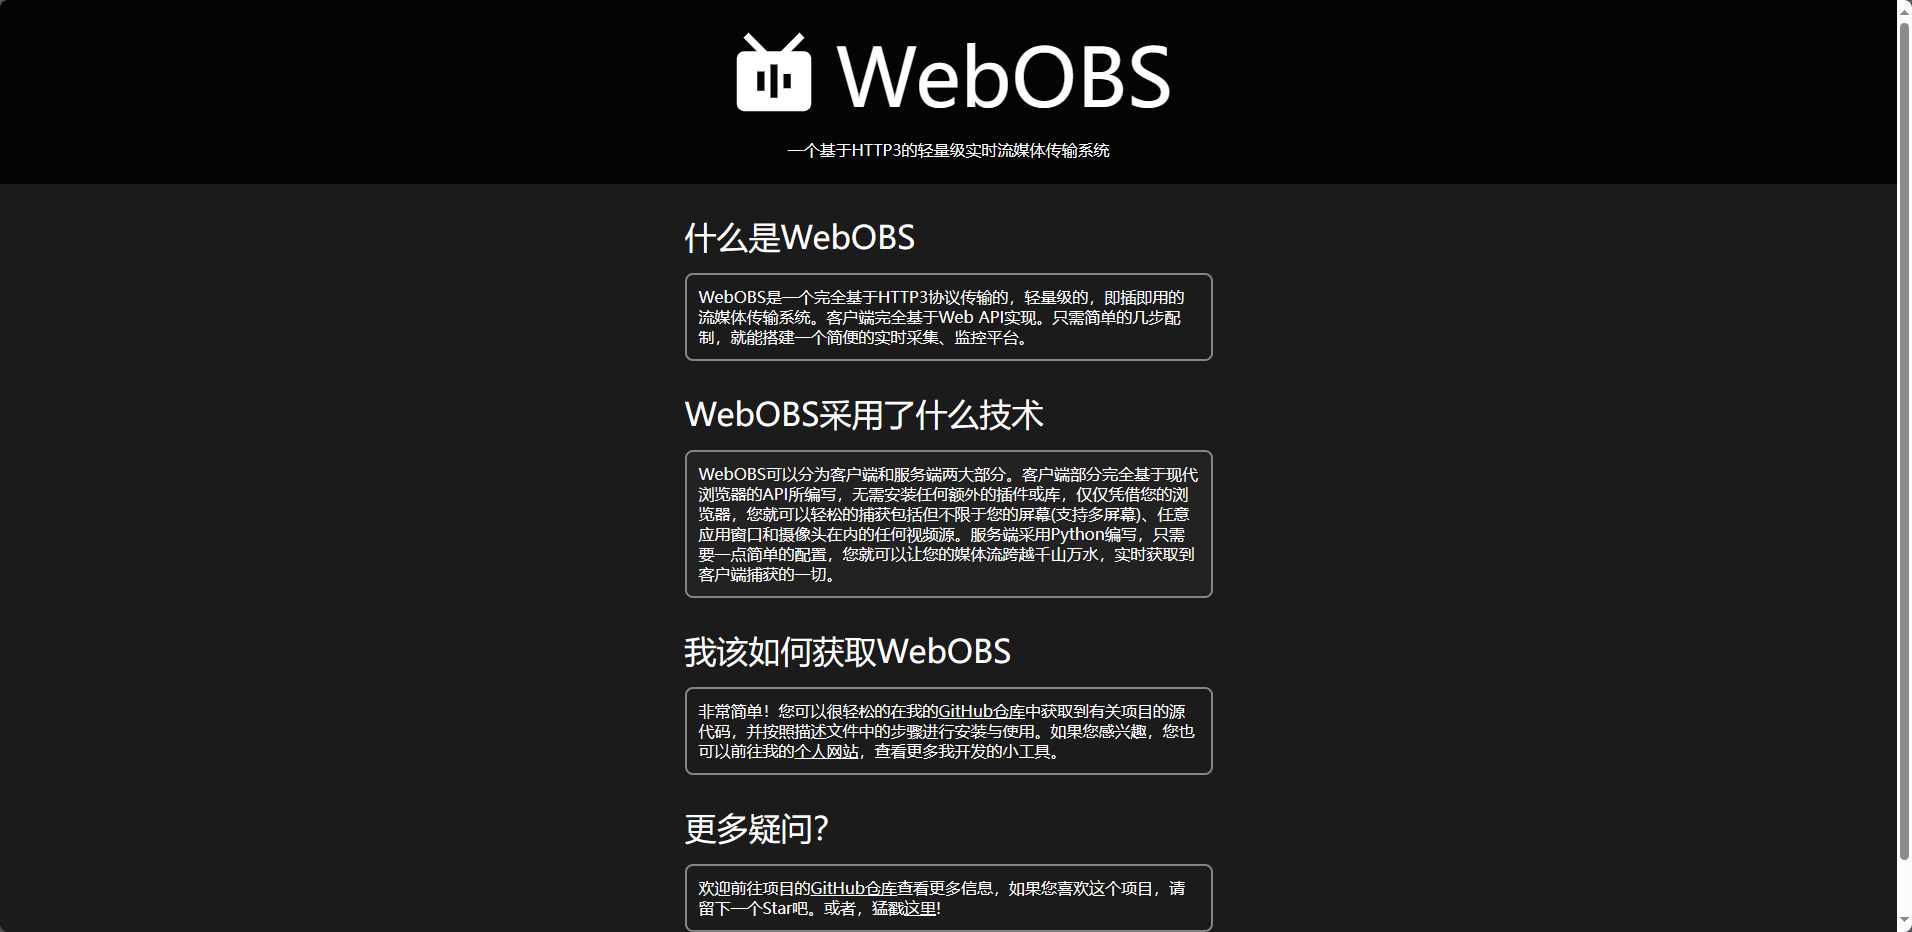 WebOBS
一个基于HTTP3的轻量级实时流媒体传输系统
什么是WebOBS
WebOBS是一个完全基于HTTP3协议传输的，轻量级的，即插即用的
流媒体传输系统。客户端完全基于Web API实现。只需简单的几步配
制，就能搭建一个简便的实时采集、监控平台。
WebOBS采用了什么技术
WebOBS可以分为客户端和服务端两大部分。客户端部分完全基于现代
浏览器的API所编写，无需安装任何额外的插件或库，仅仅凭借您的浏
览器，您就可以轻松的捕获包括但不限于您的屏幕(支持多屏幕)、任意
应用窗口和摄像头在内的任何视频源。服务端采用Python编写，只需
要一点简单的配置，您就可以让您的媒体流跨越千山万水，实时获取到
客户端捕获的一切。
我该如何获取WebOBS
非常简单！您可以很轻松的在我的GitHub仓库中获取到有关项目的源
代码，并按照描述文件中的步骤进行安装与使用。如果您感兴趣，您也
可以前往我的个人网站，查看更多我开发的小工具。
更多疑问？
欢迎前往项目的GitHub仓库查看更多信息，如果您喜欢这个项目，请
留下一个Star吧。或者，猛戳这里!